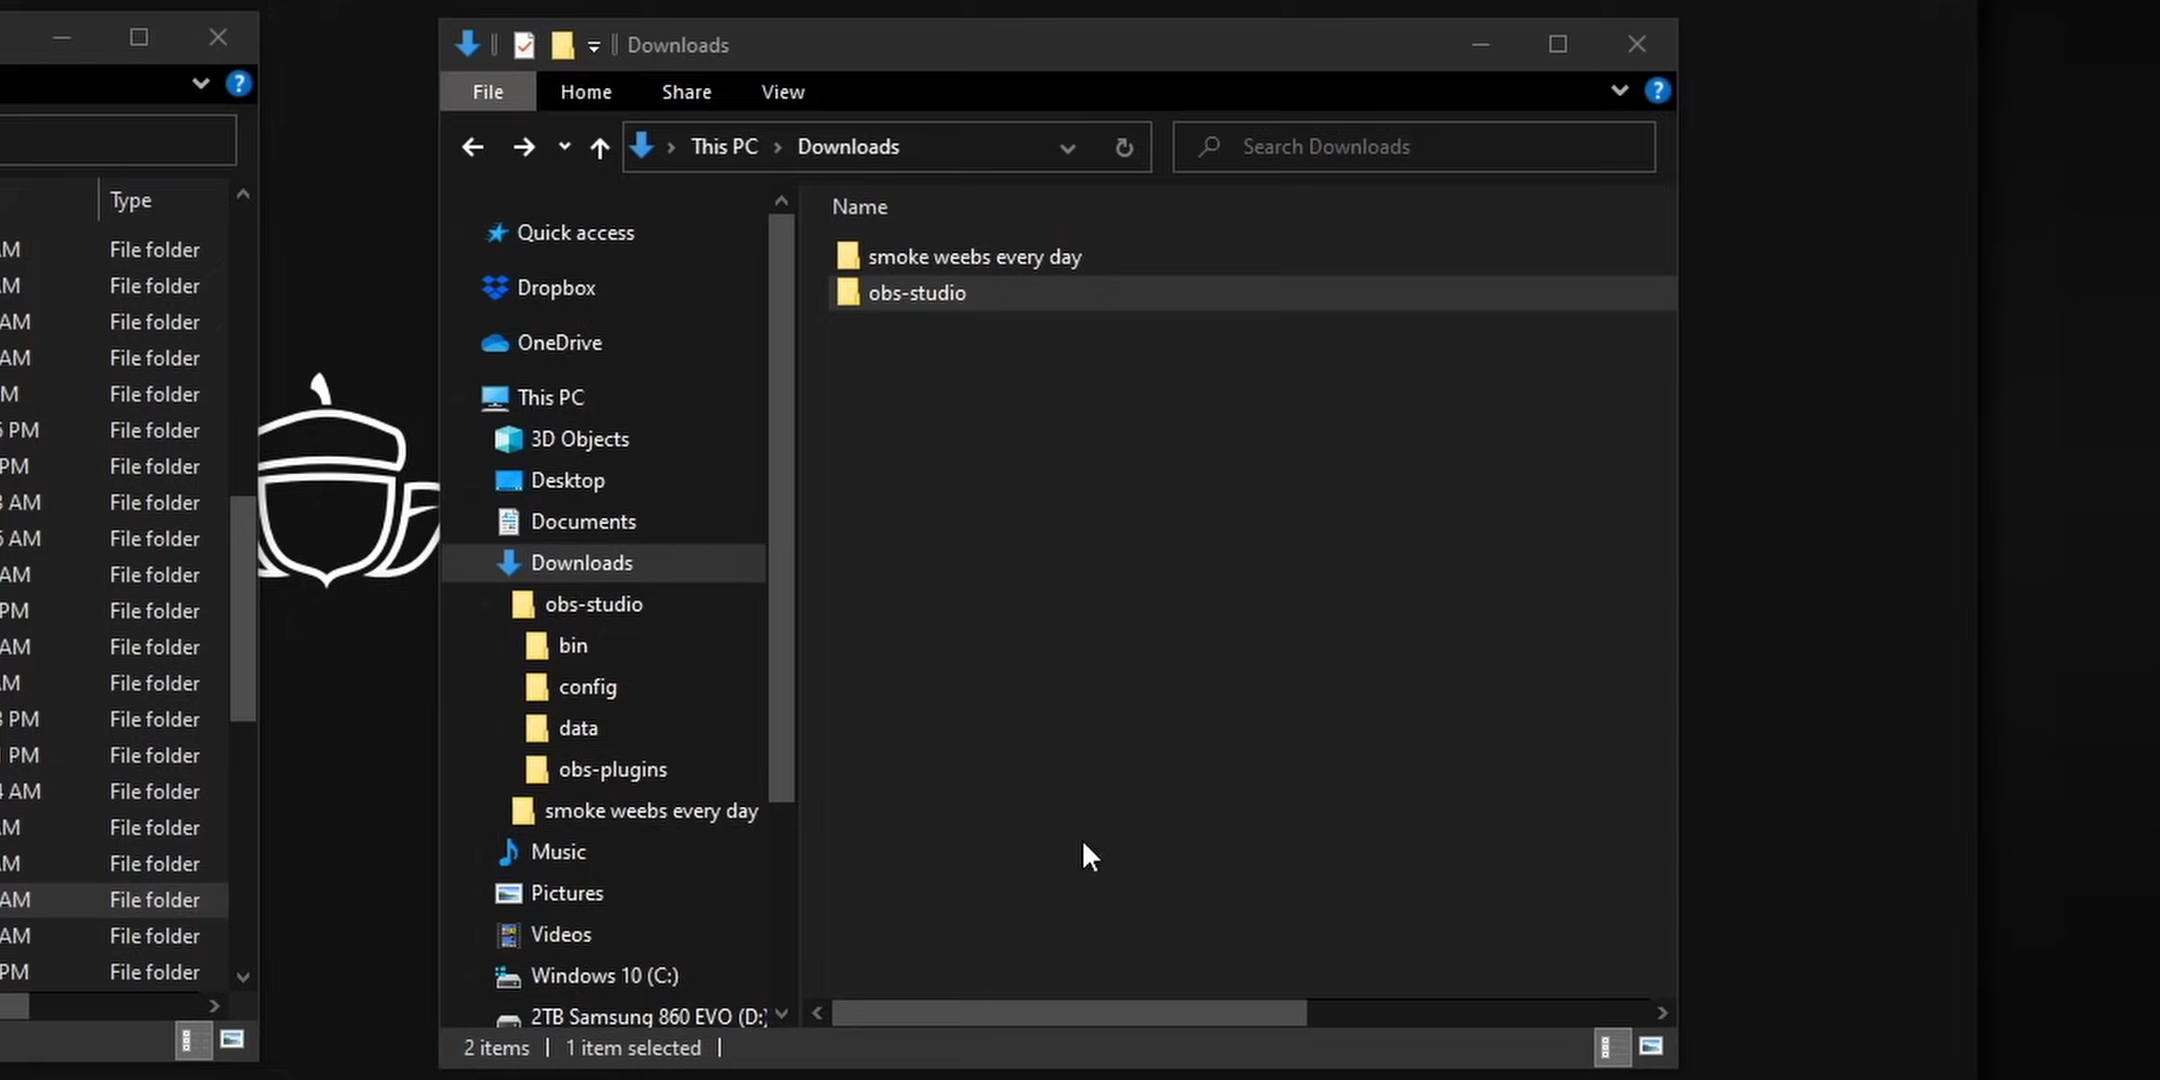 Type
AM File folder
AM File folder
AM File folder
AM File folder
M File folder
PM File folder
PM File folder
AM File folder
AM File folder
AM File folder
PM File folder
AM File folder
AM File folder
PM File folder
PM File folder
AM File folder
AM File folder
AM File folder
AM File folder
AM File folder
PM File folder
Downloads
File Home Share View
This PC Downloads
Search Downloads
Quick access
Dropbox
OneDrive
This PC
3D Objects
Desktop
Documents
Downloads
obs-studio
bin
config
data
obs-plugins
smoke weebs every day
Music
Pictures
Videos
Windows 10 (C:)
2TB Samsung 860 EVO (D:)
Name
smoke weebs every day
obs-studio
2 items 1 item selected